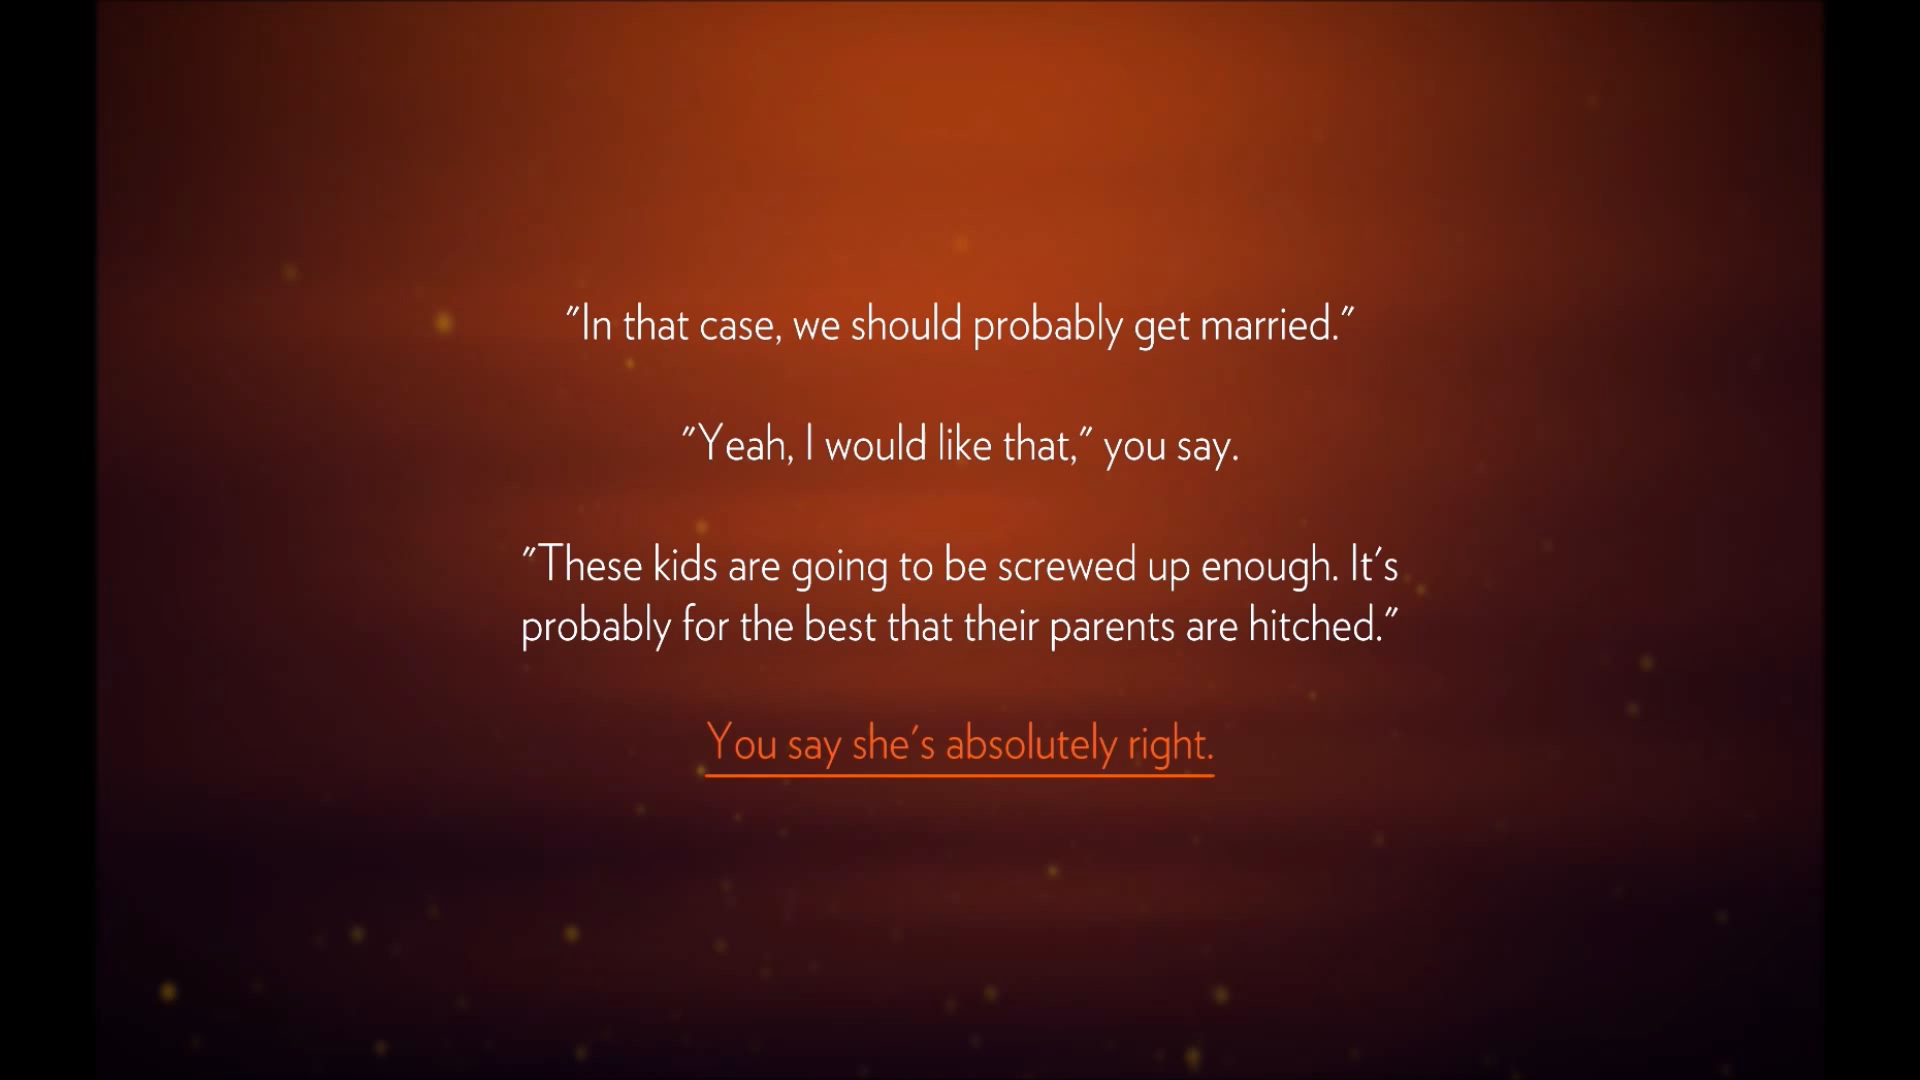 "In that case, we should probably get married."
"Yeah, I would like that," you say.
"These kids are going to be screwed up enough. It's
probably for the best that their parents are hitched."
You say she's absolutely right.